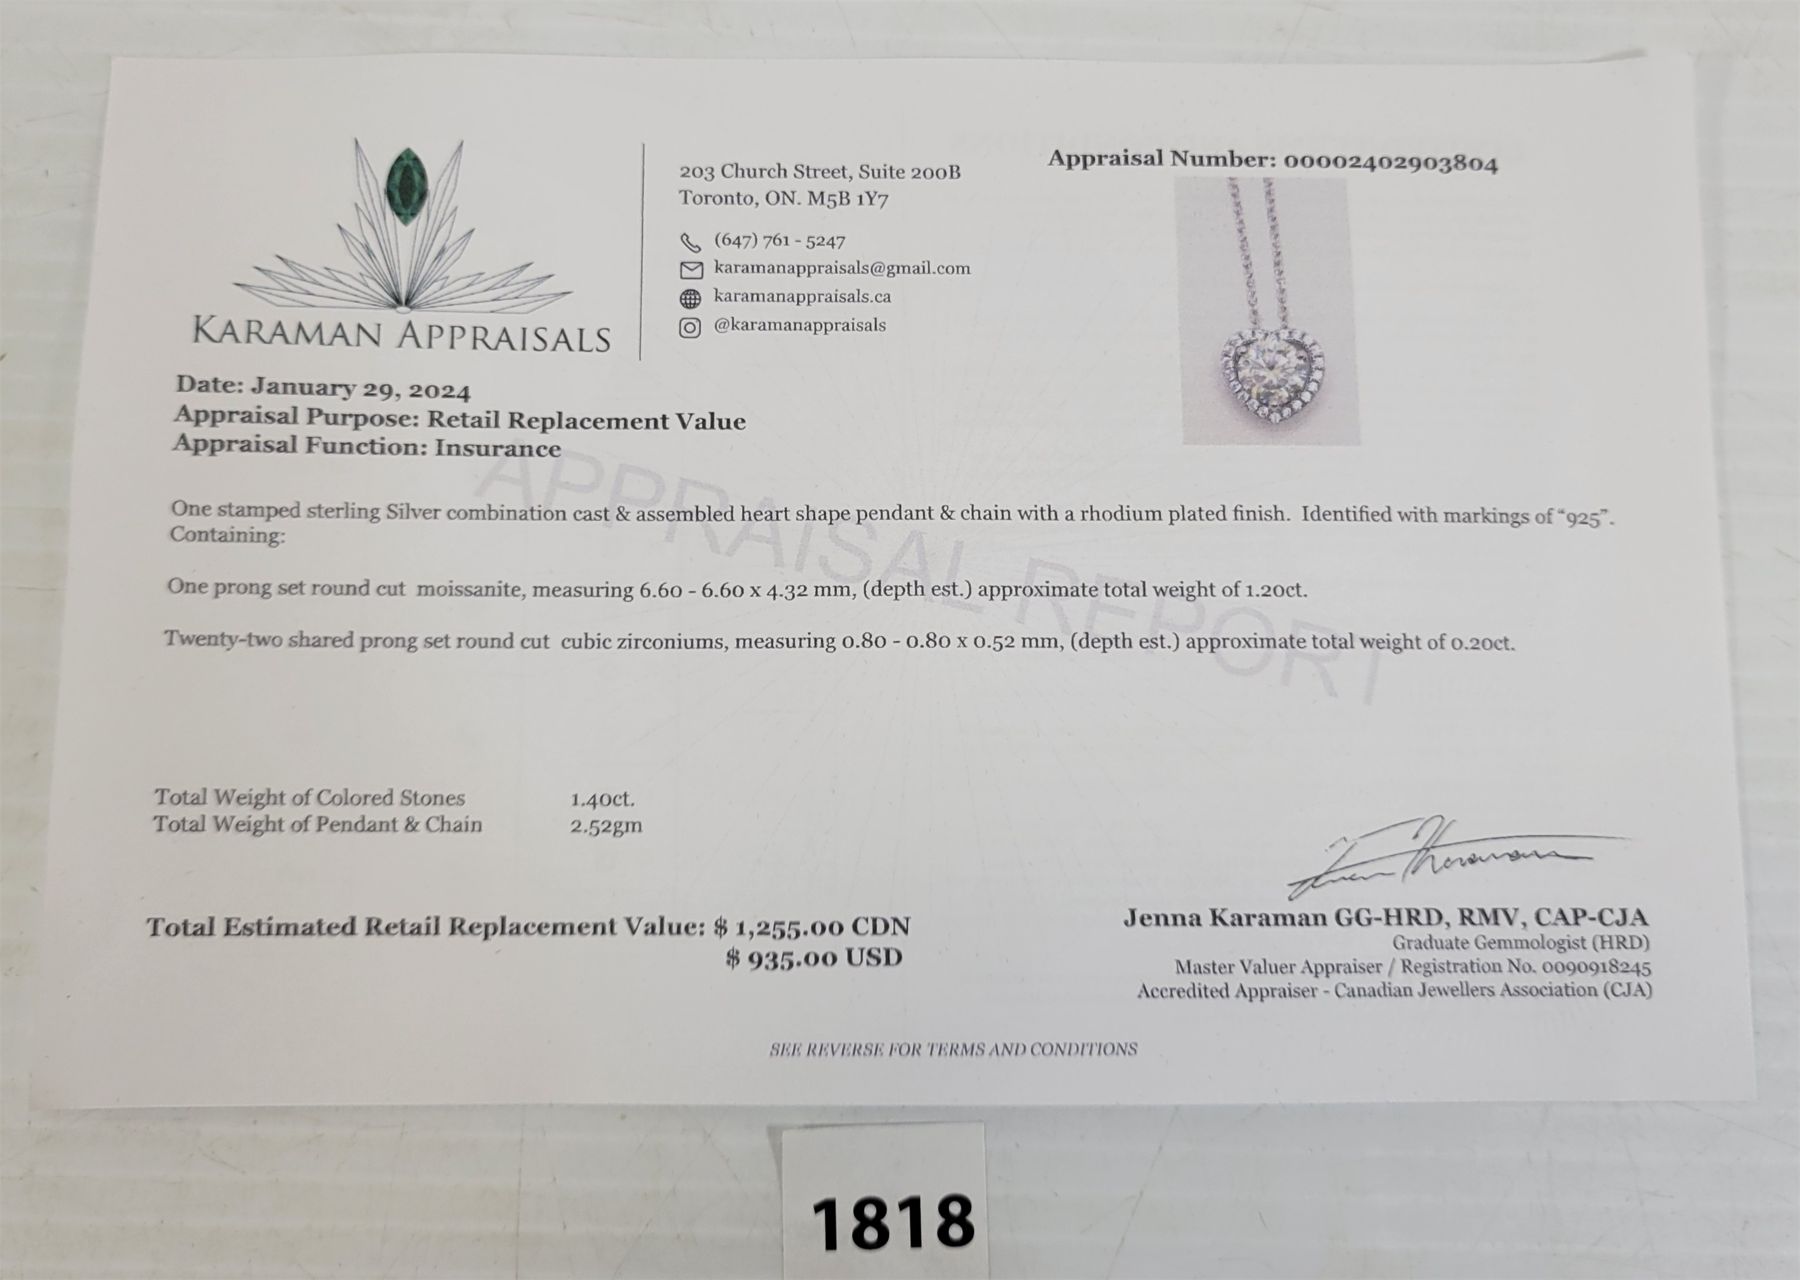 KARAMAN APPRAISALS
203 Church Street, Suite 200B
Toronto, ON. M5B 1Y7
(647) 761 - 5247
karamanappraisals@gmail.com
karamanappraisals.ca
@karamanappraisals
Appraisal Number: 00002402903804
Date: January 29, 2024
Appraisal Purpose: Retail Replacement Value
Appraisal Function: Insurance
APPRAISAL REPORT
One stamped sterling Silver combination cast & assembled heart shape pendant & chain with a rhodium plated finish. Identified with markings of “925”.
Containing:
One prong set round cut moissanite, measuring 6.60 - 6.60 x 4.32 mm, (depth est.) approximate total weight of 1.20ct.
Twenty-two shared prong set round cut cubic zirconiums, measuring 0.80 - 0.80 x 0.52 mm, (depth est.) approximate total weight of 0.20ct.
Total Weight of Colored Stones 1.40ct.
Total Weight of Pendant & Chain 2.52gm
Total Estimated Retail Replacement Value: $ 1,255.00 CDN
$ 935.00 USD
Jenna Karaman GG-HRD, RMV, CAP-CJA
Graduate Gemmologist (HRD)
Master Valuer Appraiser / Registration No. 0090918245
Accredited Appraiser - Canadian Jewellers Association (CJA)
SEE REVERSE FOR TERMS AND CONDITIONS
1818